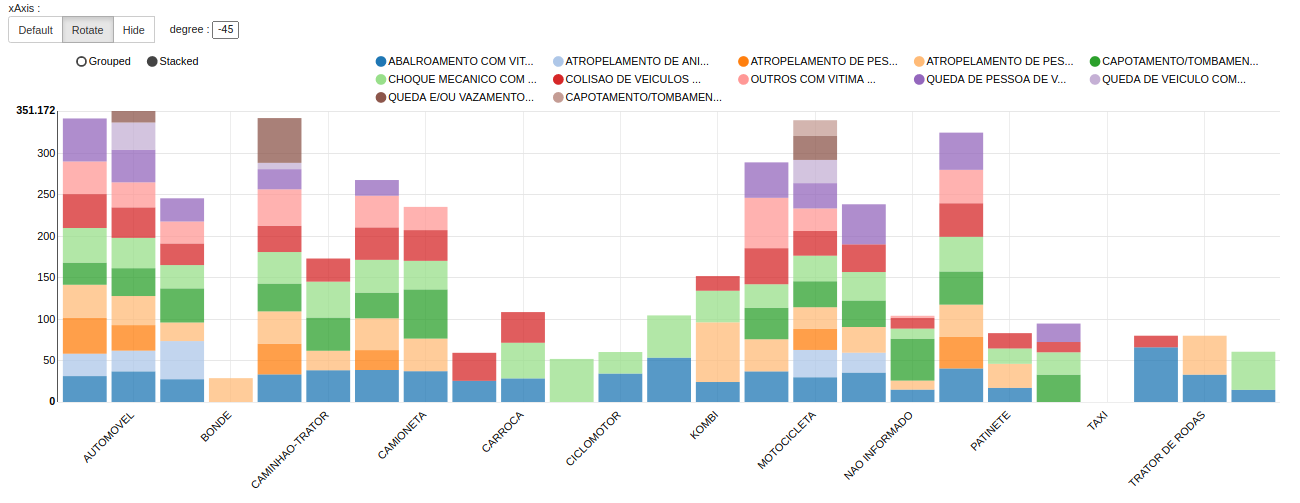 xAxis :
Default Rotate Hide degree : -45
Grouped Stacked ABALROAMENTO COM VIT... ATROPELAMENTO DE ANI... ATROPELAMENTO DE PES... ATROPELAMENTO DE PES... CAPOTAMENTO/TOMBAMEN...
CHOQUE MECANICO COM ... COLISAO DE VEICULOS ... OUTROS COM VITIMA ... QUEDA DE PESSOA DE V... QUEDA DE VEICULO COM...
QUEDA E/OU VAZAMENTO... CAPOTAMENTO/TOMBAMEN...
351.172
300
250
200
150
100
50
0
AUTOMOVEL
BONDE
CAMINHAO-TRATOR
CAMIONETA
CARROCA
CICLOMOTOR
KOMBI
MOTOCICLETA
NAO INFORMADO
PATINETE
TAXI
TRATOR DE RODAS